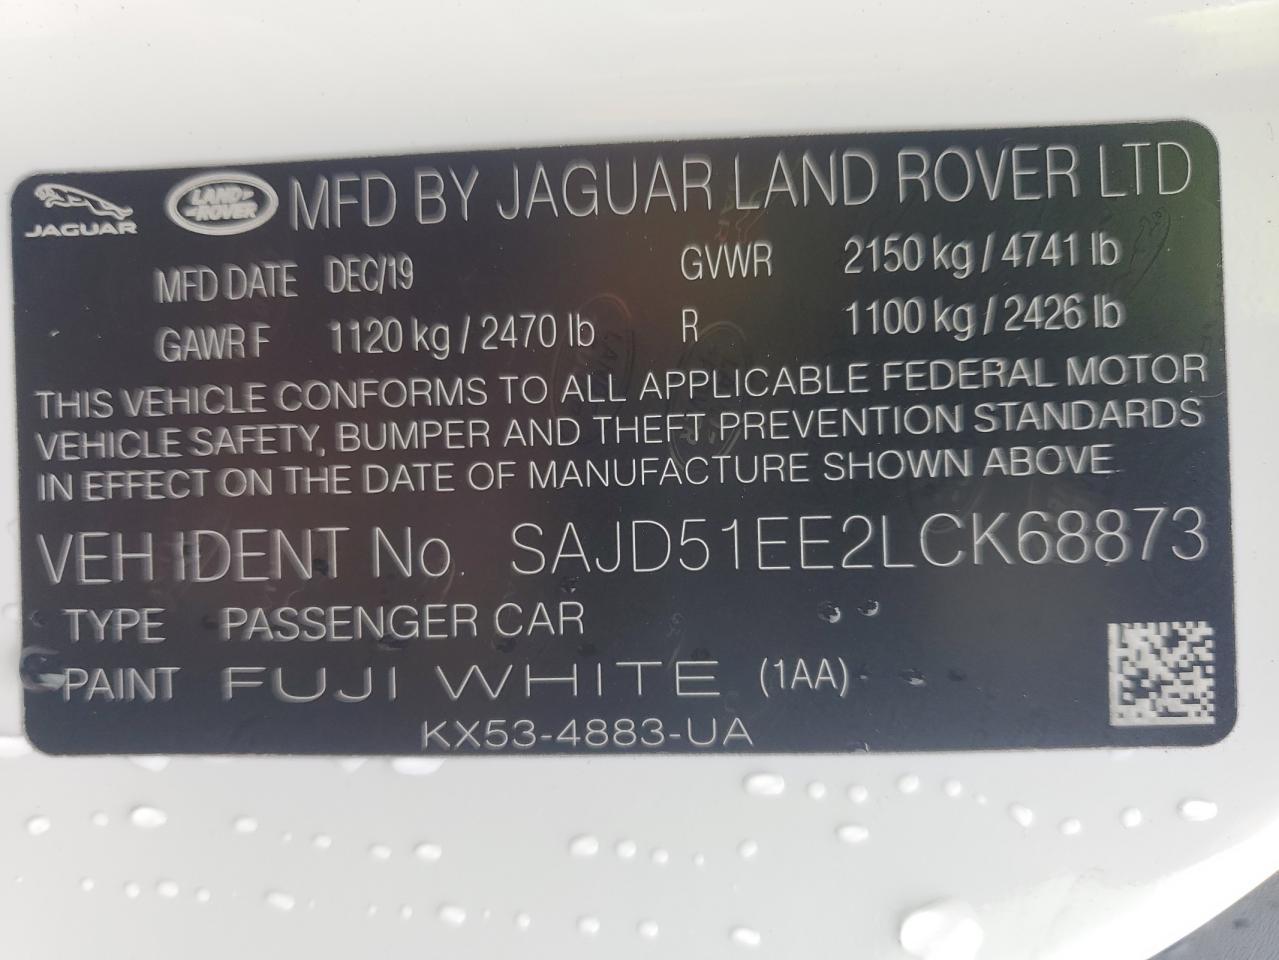 JAGUAR LAND ROVER MFD BY JAGUAR LAND ROVER LTD
MFD DATE DEC/19 GVWR 2150 kg / 4741 lb
GAWR F 1120 kg / 2470 lb R 1100 kg / 2426 lb
THIS VEHICLE CONFORMS TO ALL APPLICABLE FEDERAL MOTOR
VEHICLE SAFETY, BUMPER AND THEFT PREVENTION STANDARDS
IN EFFECT ON THE DATE OF MANUFACTURE SHOWN ABOVE
VEH IDENT No. SAJD51EE2LCK68873
TYPE PASSENGER CAR
PAINT FUJI WHITE (1AA)
KX53-4883-UA